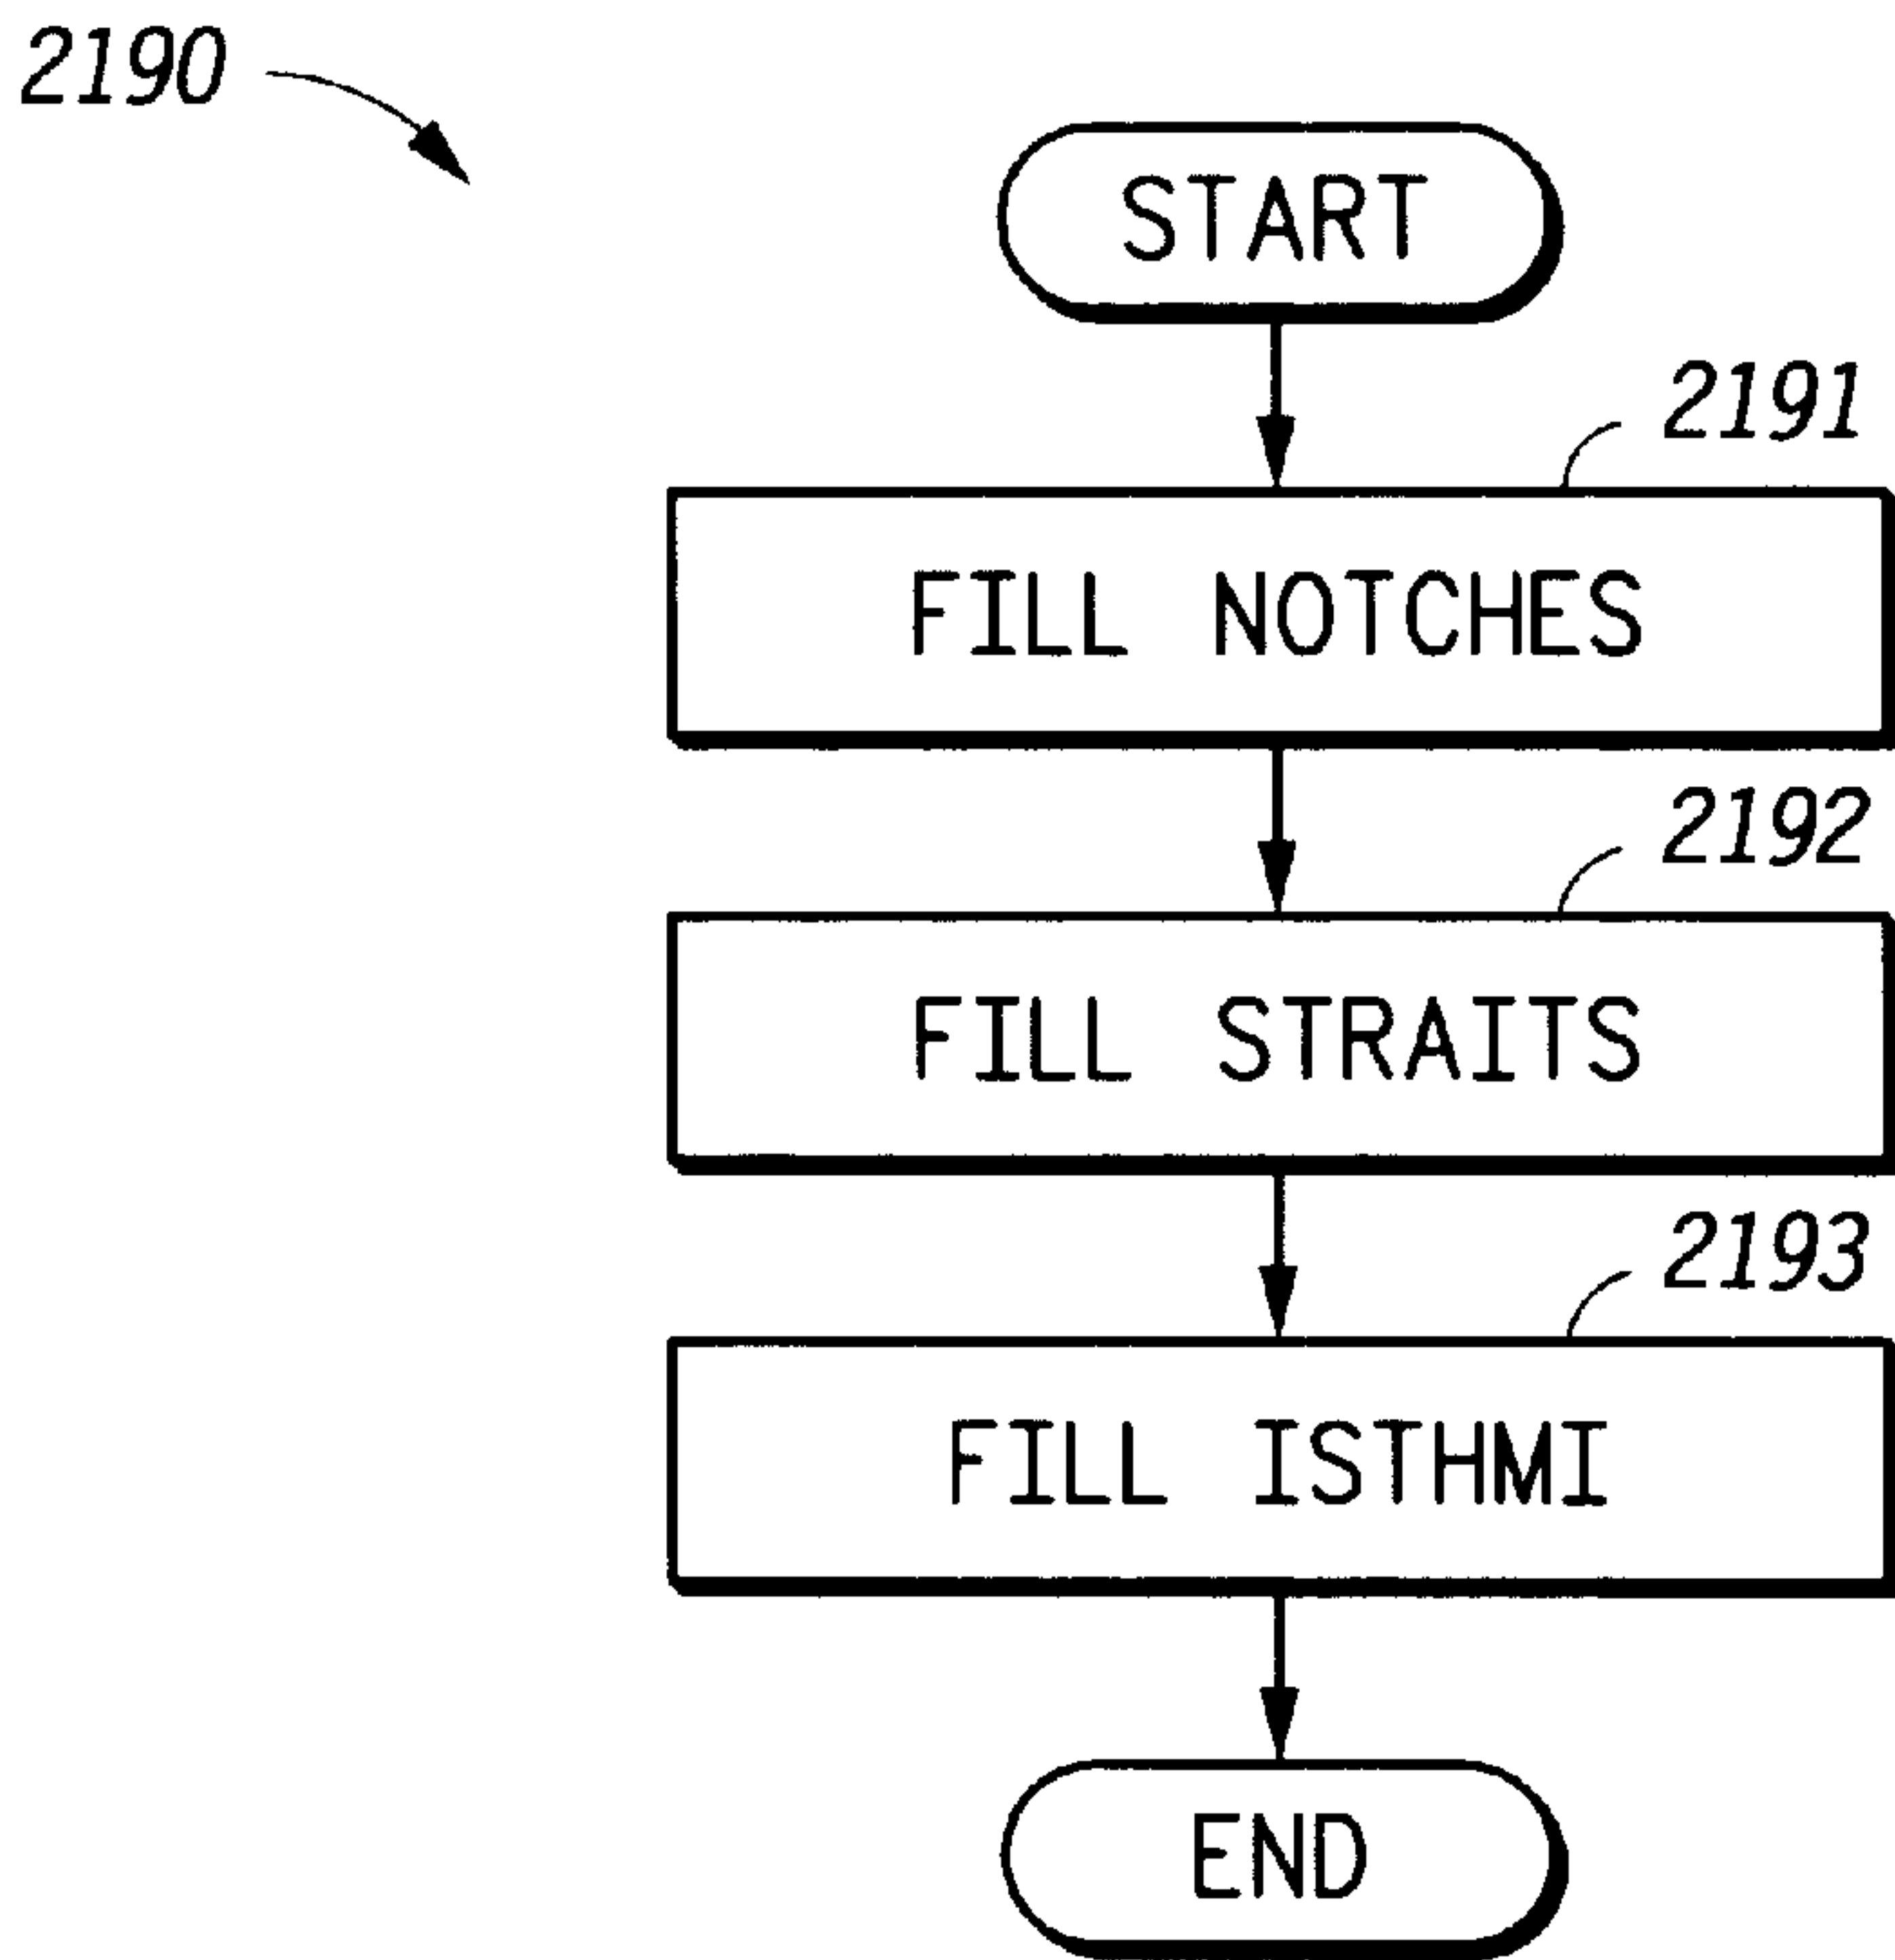 2190
START
2191
FILL NOTCHES
2192
FILL STRAITS
2193
FILL ISTHMI
END